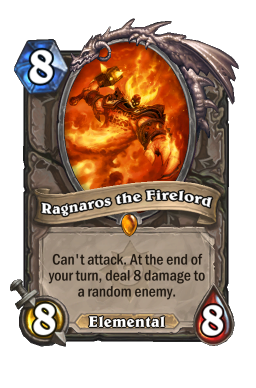 8
Ragnaros the Firelord
Can't attack. At the end of
your turn, deal 8 damage to
a random enemy.
8
Elemental
8